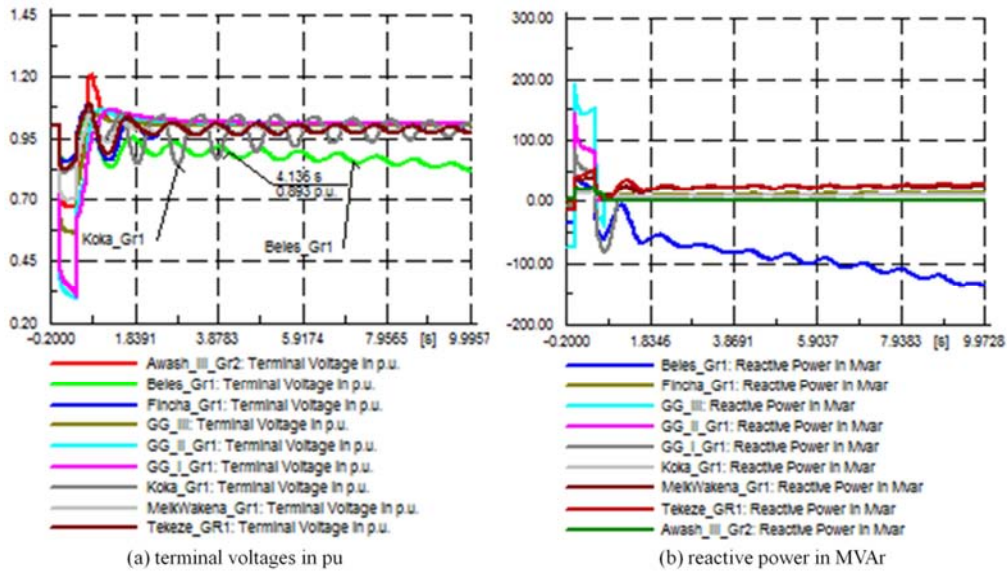 1.45
1.20
0.95
0.70
0.45
0.20
-0.2000 1.8391 3.8783 5.9174 7.9565 [s] 9.9957
4.136 s
0.893 p.u.
Koka_Gr1
Beles_Gr1
Awash_III_Gr2: Terminal Voltage in p.u.
Beles_Gr1: Terminal Voltage in p.u.
Fincha_Gr1: Terminal Voltage in p.u.
GG_III: Terminal Voltage in p.u.
GG_II_Gr1: Terminal Voltage in p.u.
GG_I_Gr1: Terminal Voltage in p.u.
Koka_Gr1: Terminal Voltage in p.u.
MelkWakena_Gr1: Terminal Voltage in p.u.
Tekeze_GR1: Terminal Voltage in p.u.
(a) terminal voltages in pu
300.00
200.00
100.00
0.00
-100.00
-200.00
-0.2000 1.8346 3.8691 5.9037 7.9383 [s] 9.9728
Beles_Gr1: Reactive Power in Mvar
Fincha_Gr1: Reactive Power in Mvar
GG_III: Reactive Power in Mvar
GG_II_Gr1: Reactive Power in Mvar
GG_I_Gr1: Reactive Power in Mvar
Koka_Gr1: Reactive Power in Mvar
MelkWakena_Gr1: Reactive Power in Mvar
Tekeze_GR1: Reactive Power in Mvar
Awash_III_Gr2: Reactive Power in Mvar
(b) reactive power in MVAr